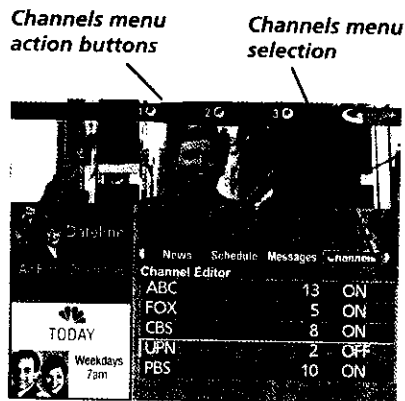 Channels menu
action buttons
Channels menu
selection
1 2 3
Dateline
News Schedule Messages Channels
Channel Editor
ABC 13 ON
FOX 5 ON
CBS 8 ON
UPN 2 OFF
PBS 10 ON
TODAY
Weekdays
7am